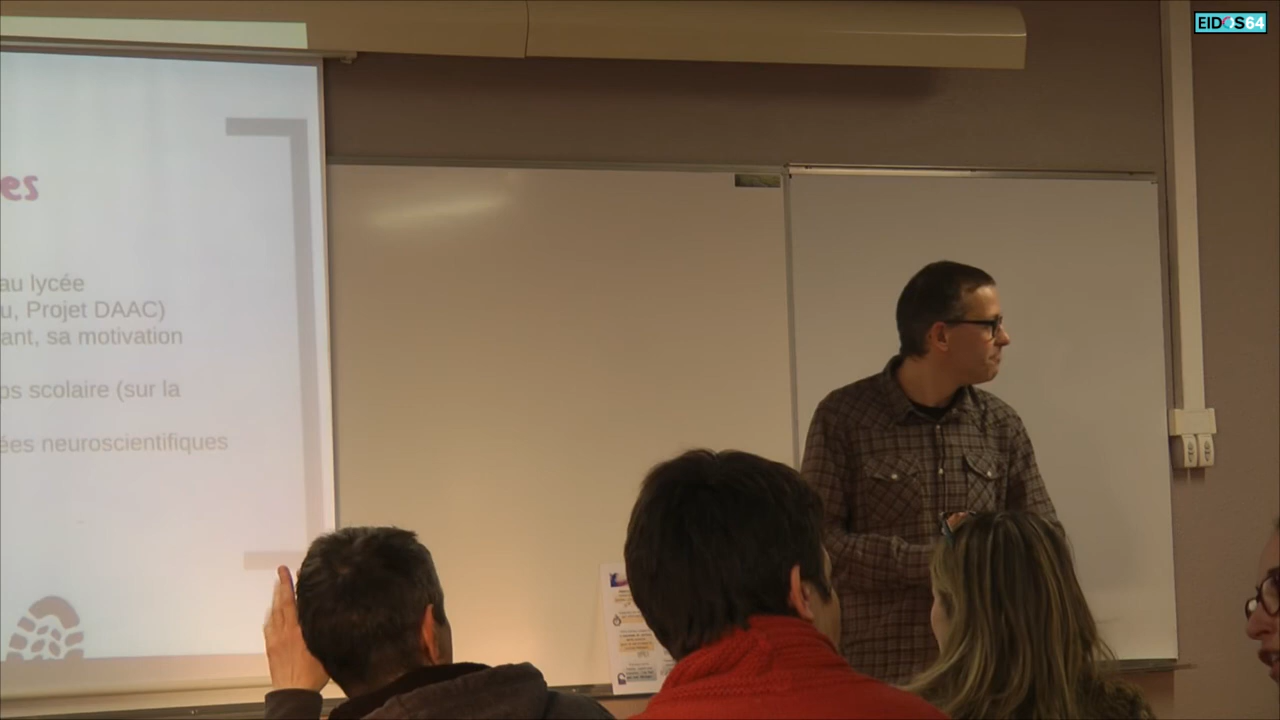 EIDOS64
es
au lycée
u, Projet DAAC)
ant, sa motivation
ps scolaire (sur la
ées neuroscientifiques